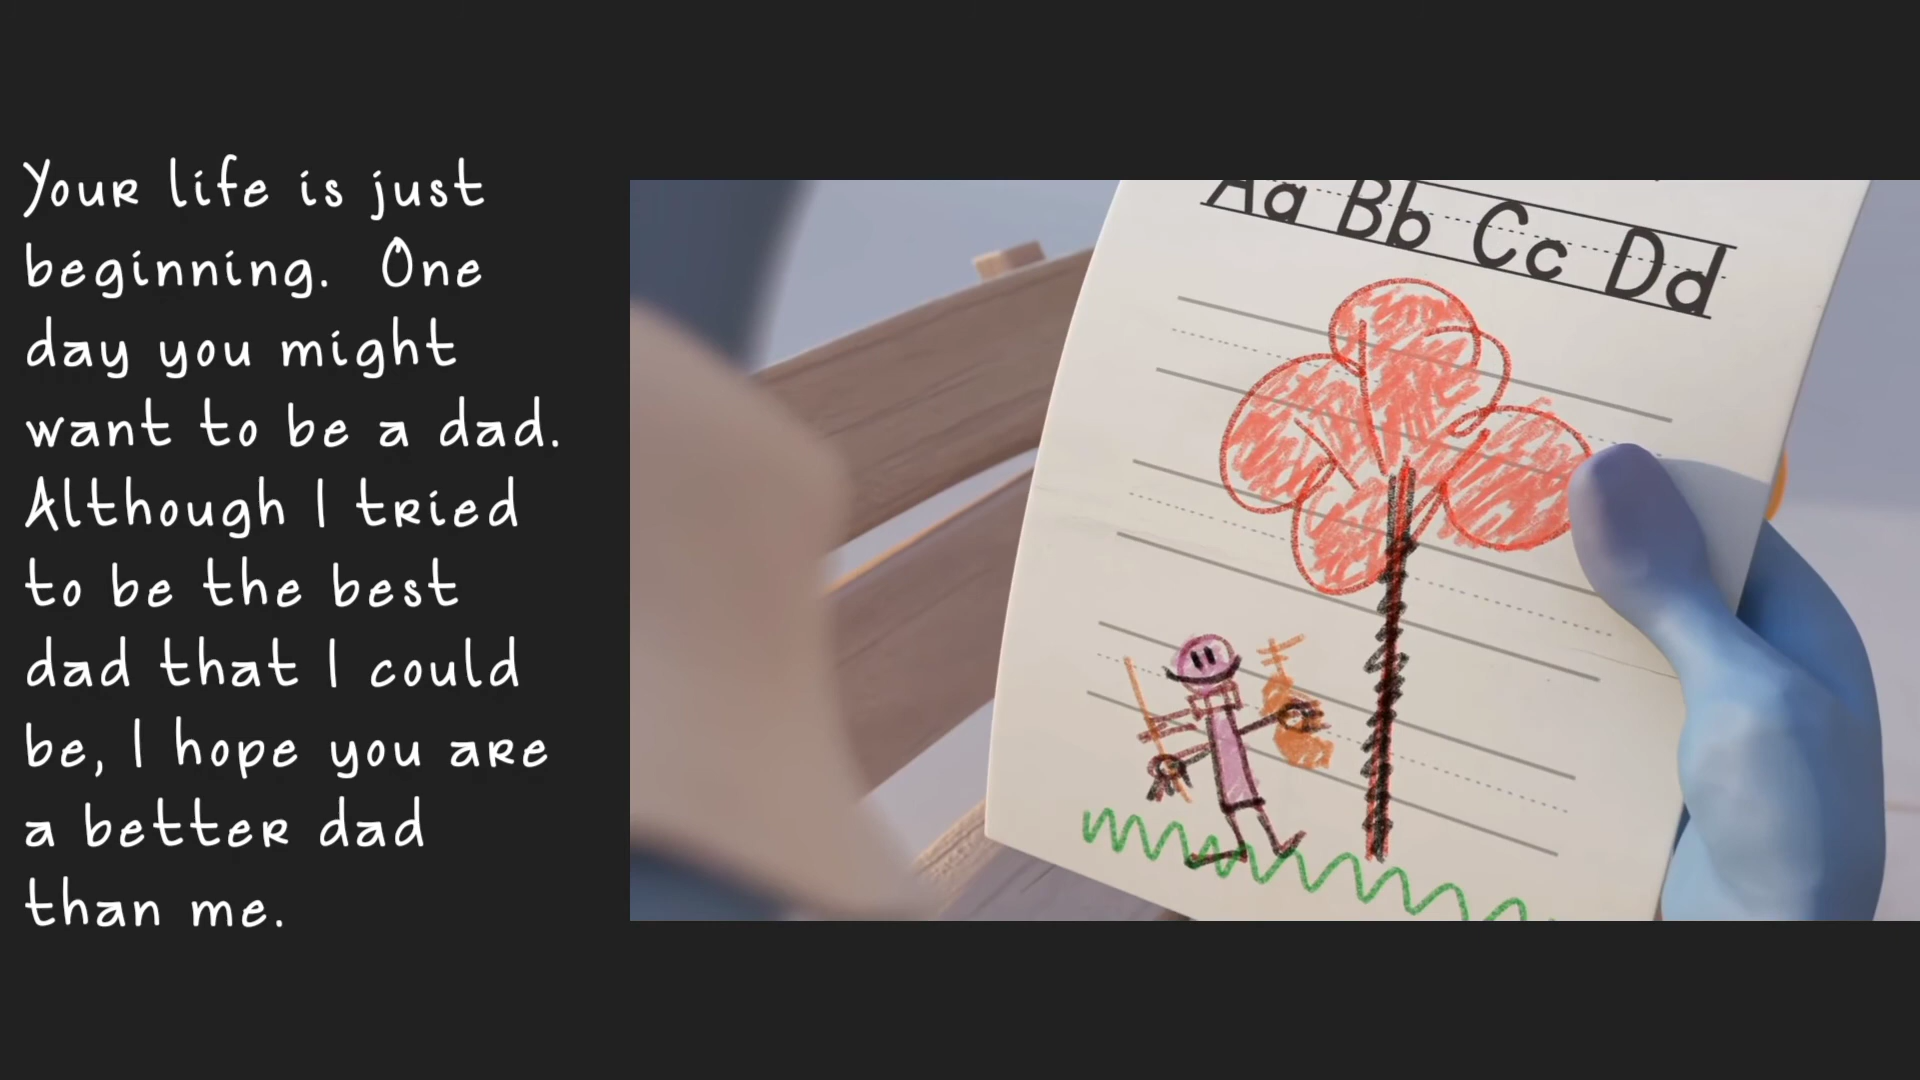 Your life is just
beginning. One
day you might
want to be a dad.
Although I tried
to be the best
dad that I could
be, I hope you are
a better dad
than me.
Aa Bb Cc Dd